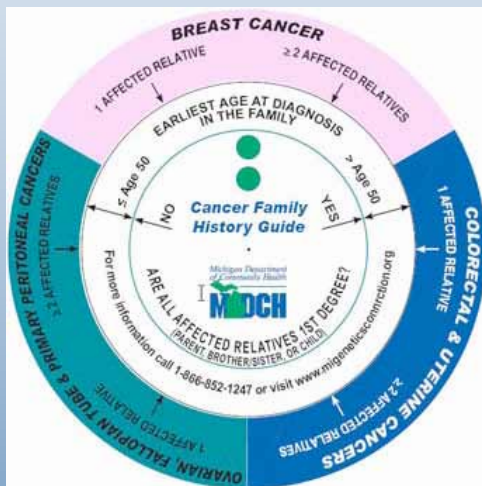 BREAST CANCER
1 AFFECTED RELATIVE
≥2 AFFECTED RELATIVES
EARLIEST AGE AT DIAGNOSIS
IN THE FAMILY
≤ Age 50
> Age 50
NO
YES
Cancer Family
History Guide
Michigan Department
of Community Health
MDCH
ARE ALL AFFECTED RELATIVES 1ST DEGREE?
(PARENT, BROTHER/SISTER, OR CHILD)
For more information call 1-866-852-1247 or visit www.migeneticsconnrction.org
COLORECTAL & UTERINE CANCERS
1 AFFECTED RELATIVE
≥2 AFFECTED RELATIVES
OVARIAN, FALLOPIAN TUBE & PRIMARY PERITONEAL CANCERS
≥2 AFFECTED RELATIVES
1 AFFECTED RELATIVE